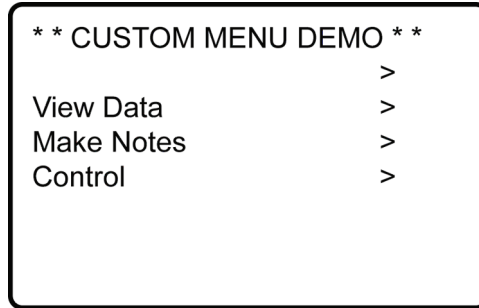 * * CUSTOM MENU DEMO * *
>
View Data >
Make Notes >
Control >